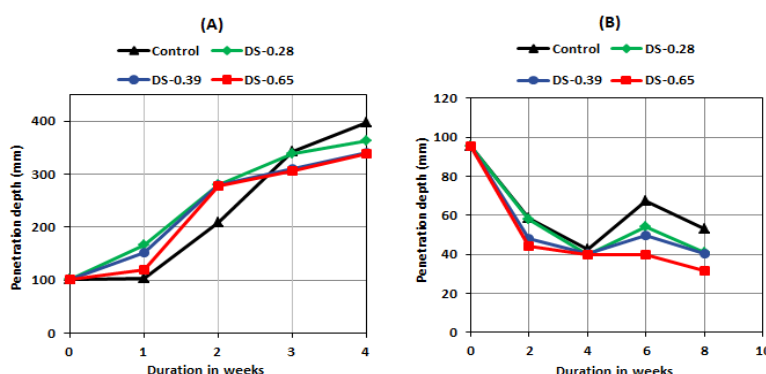 (A)
Control DS-0.28
DS-0.39 DS-0.65
400
300
200
100
0
0 1 2 3 4
Penetration depth (mm)
Duration in weeks
(B)
Control DS-0.28
DS-0.39 DS-0.65
120
100
80
60
40
20
0
0 2 4 6 8 10
Penetration depth (mm)
Duration in weeks